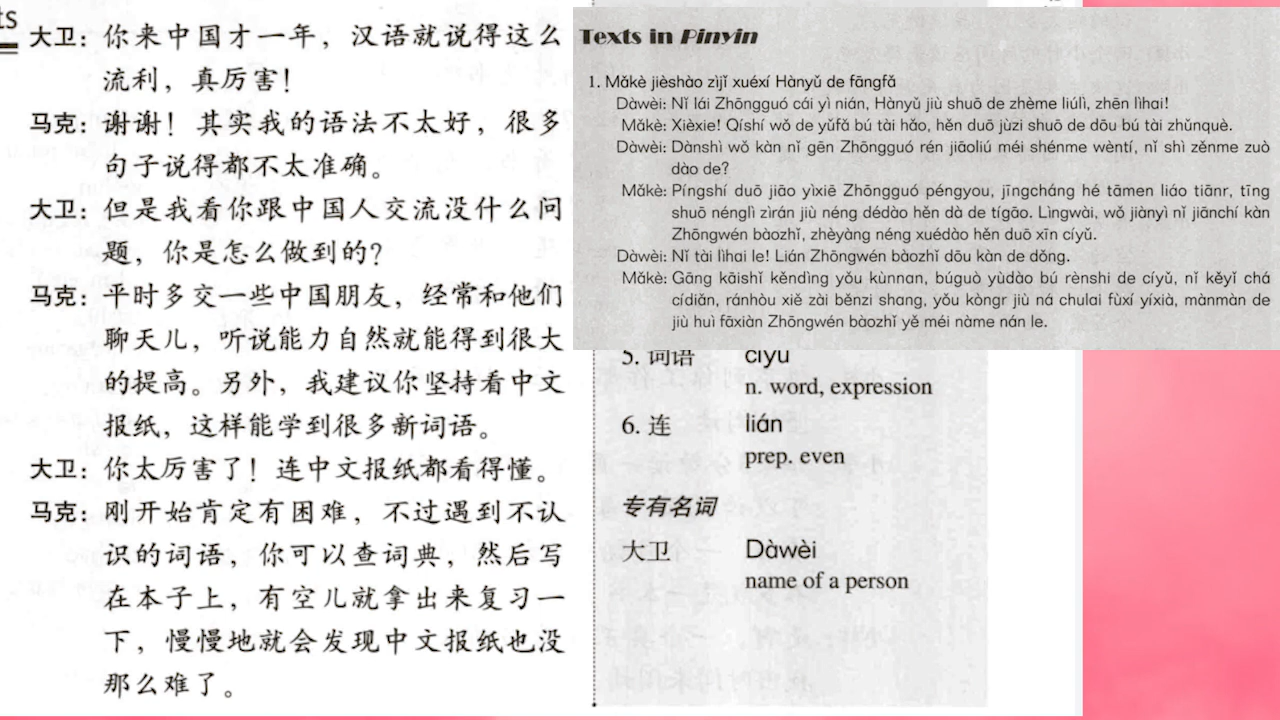 ts
大卫：你来中国才一年，汉语就说得这么
流利，真厉害！
马克：谢谢！其实我的语法不太好，很多
句子说得都不太准确。
大卫：但是我看你跟中国人交流没什么问
题，你是怎么做到的？
马克：平时多交一些中国朋友，经常和他们
聊天儿，听说能力自然就能得到很大
的提高。另外，我建议你坚持看中文
报纸，这样能学到很多新词语。
大卫：你太厉害了！连中文报纸都看得懂。
马克：刚开始肯定有困难，不过遇到不认
识的词语，你可以查词典，然后写
在本子上，有空儿就拿出来复习一
下，慢慢地就会发现中文报纸也没
那么难了。
Texts in Pinyin
1. Mǎkè jièshào zìjǐ xuéxí Hànyǔ de fāngfǎ
Dàwèi: Nǐ lái Zhōngguó cái yì nián, Hànyǔ jiù shuō de zhème liúlì, zhēn lìhai!
Mǎkè: Xièxie! Qíshí wǒ de yǔfǎ bú tài hǎo, hěn duō jùzi shuō de dōu bú tài zhǔnquè.
Dàwèi: Dànshì wǒ kàn nǐ gēn Zhōngguó rén jiāoliú méi shénme wèntí, nǐ shì zěnme zuò
dào de?
Mǎkè: Píngshí duō jiāo yìxiē Zhōngguó péngyou, jīngcháng hé tāmen liáo tiānr, tīng
shuō nénglì zìrán jiù néng dédào hěn dà de tígāo. Lìngwài, wǒ jiànyì nǐ jiānchí kàn
Zhōngwén bàozhǐ, zhèyàng néng xuédào hěn duō xīn cíyǔ.
Dàwèi: Nǐ tài lìhai le! Lián Zhōngwén bàozhǐ dōu kàn de dǒng.
Mǎkè: Gāng kāishǐ kěndìng yǒu kùnnan, búguò yùdào bú rènshi de cíyǔ, nǐ kěyǐ chá
cídiǎn, ránhòu xiě zài běnzi shang, yǒu kòngr jiù ná chulai fùxí yíxià, mànmàn de
jiù huì fāxiàn Zhōngwén bàozhǐ yě méi nàme nán le.
5. 词语 cíyǔ
n. word, expression
6. 连 lián
prep. even
专有名词
大卫 Dàwèi
name of a person